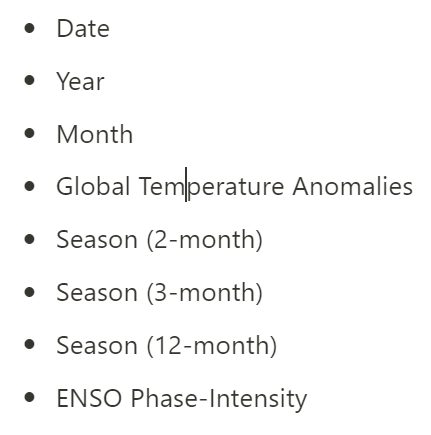 Date
Year
Month
Global Temperature Anomalies
Season (2-month)
Season (3-month)
Season (12-month)
ENSO Phase-Intensity